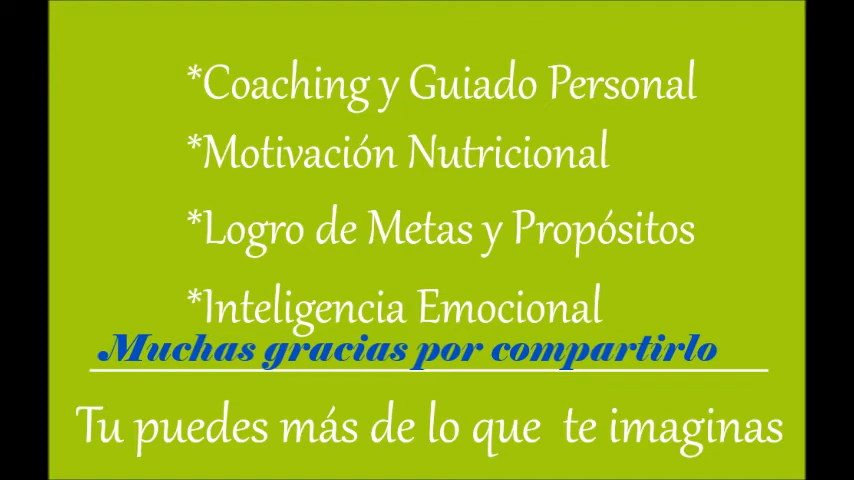 *Coaching y Guiado Personal
*Motivación Nutricional
*Logro de Metas y Propósitos
*Inteligencia Emocional
Muchas gracias por compartirlo
Tu puedes más de lo que te imaginas